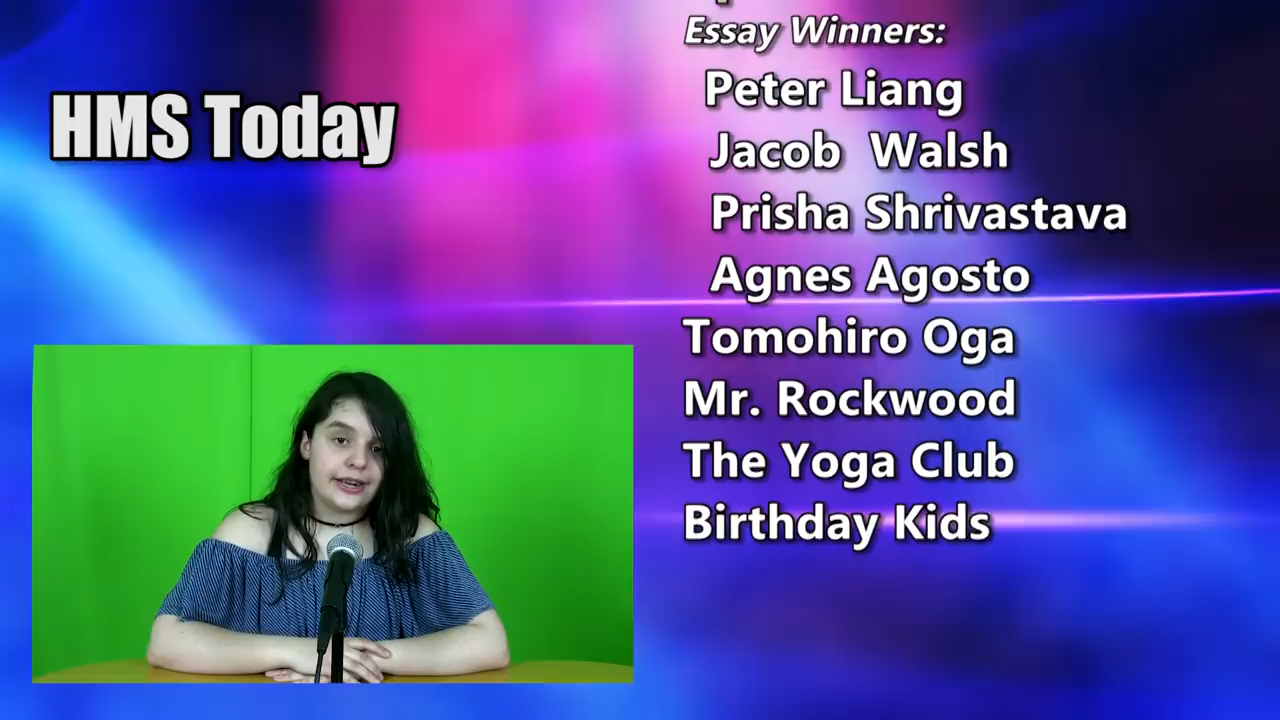 HMS Today
Essay Winners:
Peter Liang
Jacob Walsh
Prisha Shrivastava
Agnes Agosto
Tomohiro Oga
Mr. Rockwood
The Yoga Club
Birthday Kids